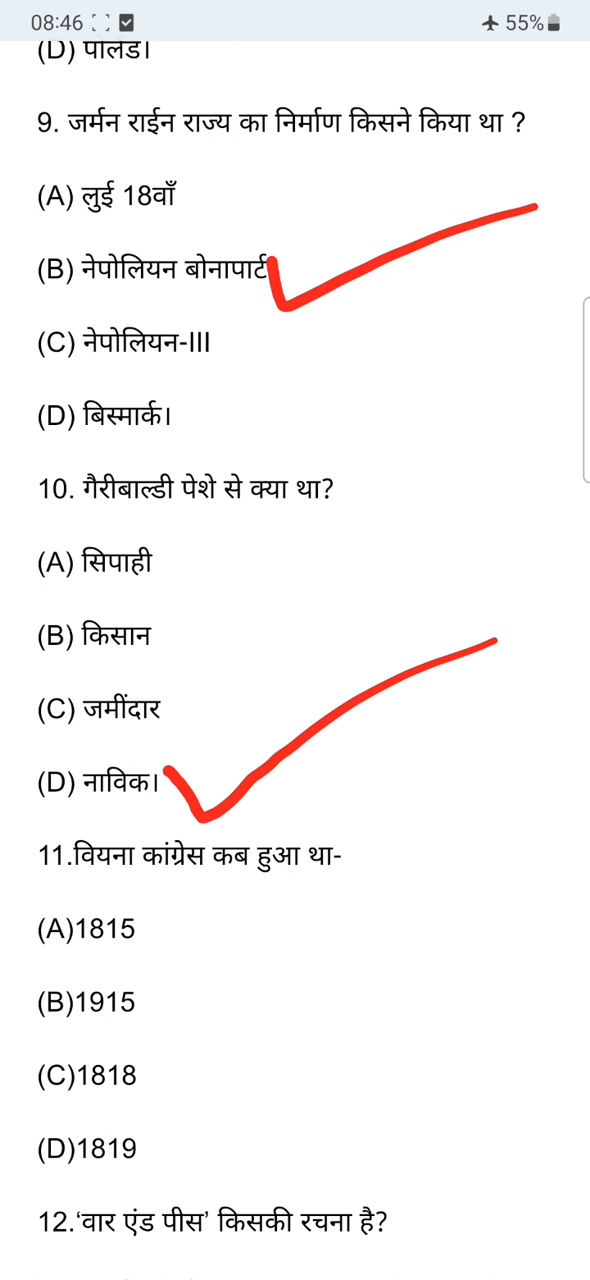 08:46
55%
(D) पोलैंड।
9. जर्मन राईन राज्य का निर्माण किसने किया था ?
(A) लुई 18वाँ
(B) नेपोलियन बोनापार्ट
(C) नेपोलियन-III
(D) बिस्मार्क।
10. गैरीबाल्डी पेशे से क्या था?
(A) सिपाही
(B) किसान
(C) जमींदार
(D) नाविक।
11.वियना कांग्रेस कब हुआ था-
(A)1815
(B)1915
(C)1818
(D)1819
12.‘वार एंड पीस’ किसकी रचना है?